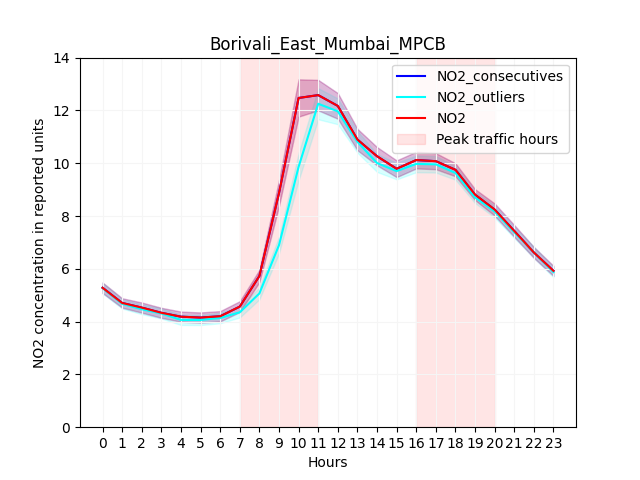 Borivali_East_Mumbai_MPCB
NO2 concentration in reported units
14
12
10
8
6
4
2
0
NO2_consecutives
NO2_outliers
NO2
Peak traffic hours
0 1 2 3 4 5 6 7 8 9 10 11 12 13 14 15 16 17 18 19 20 21 22 23
Hours